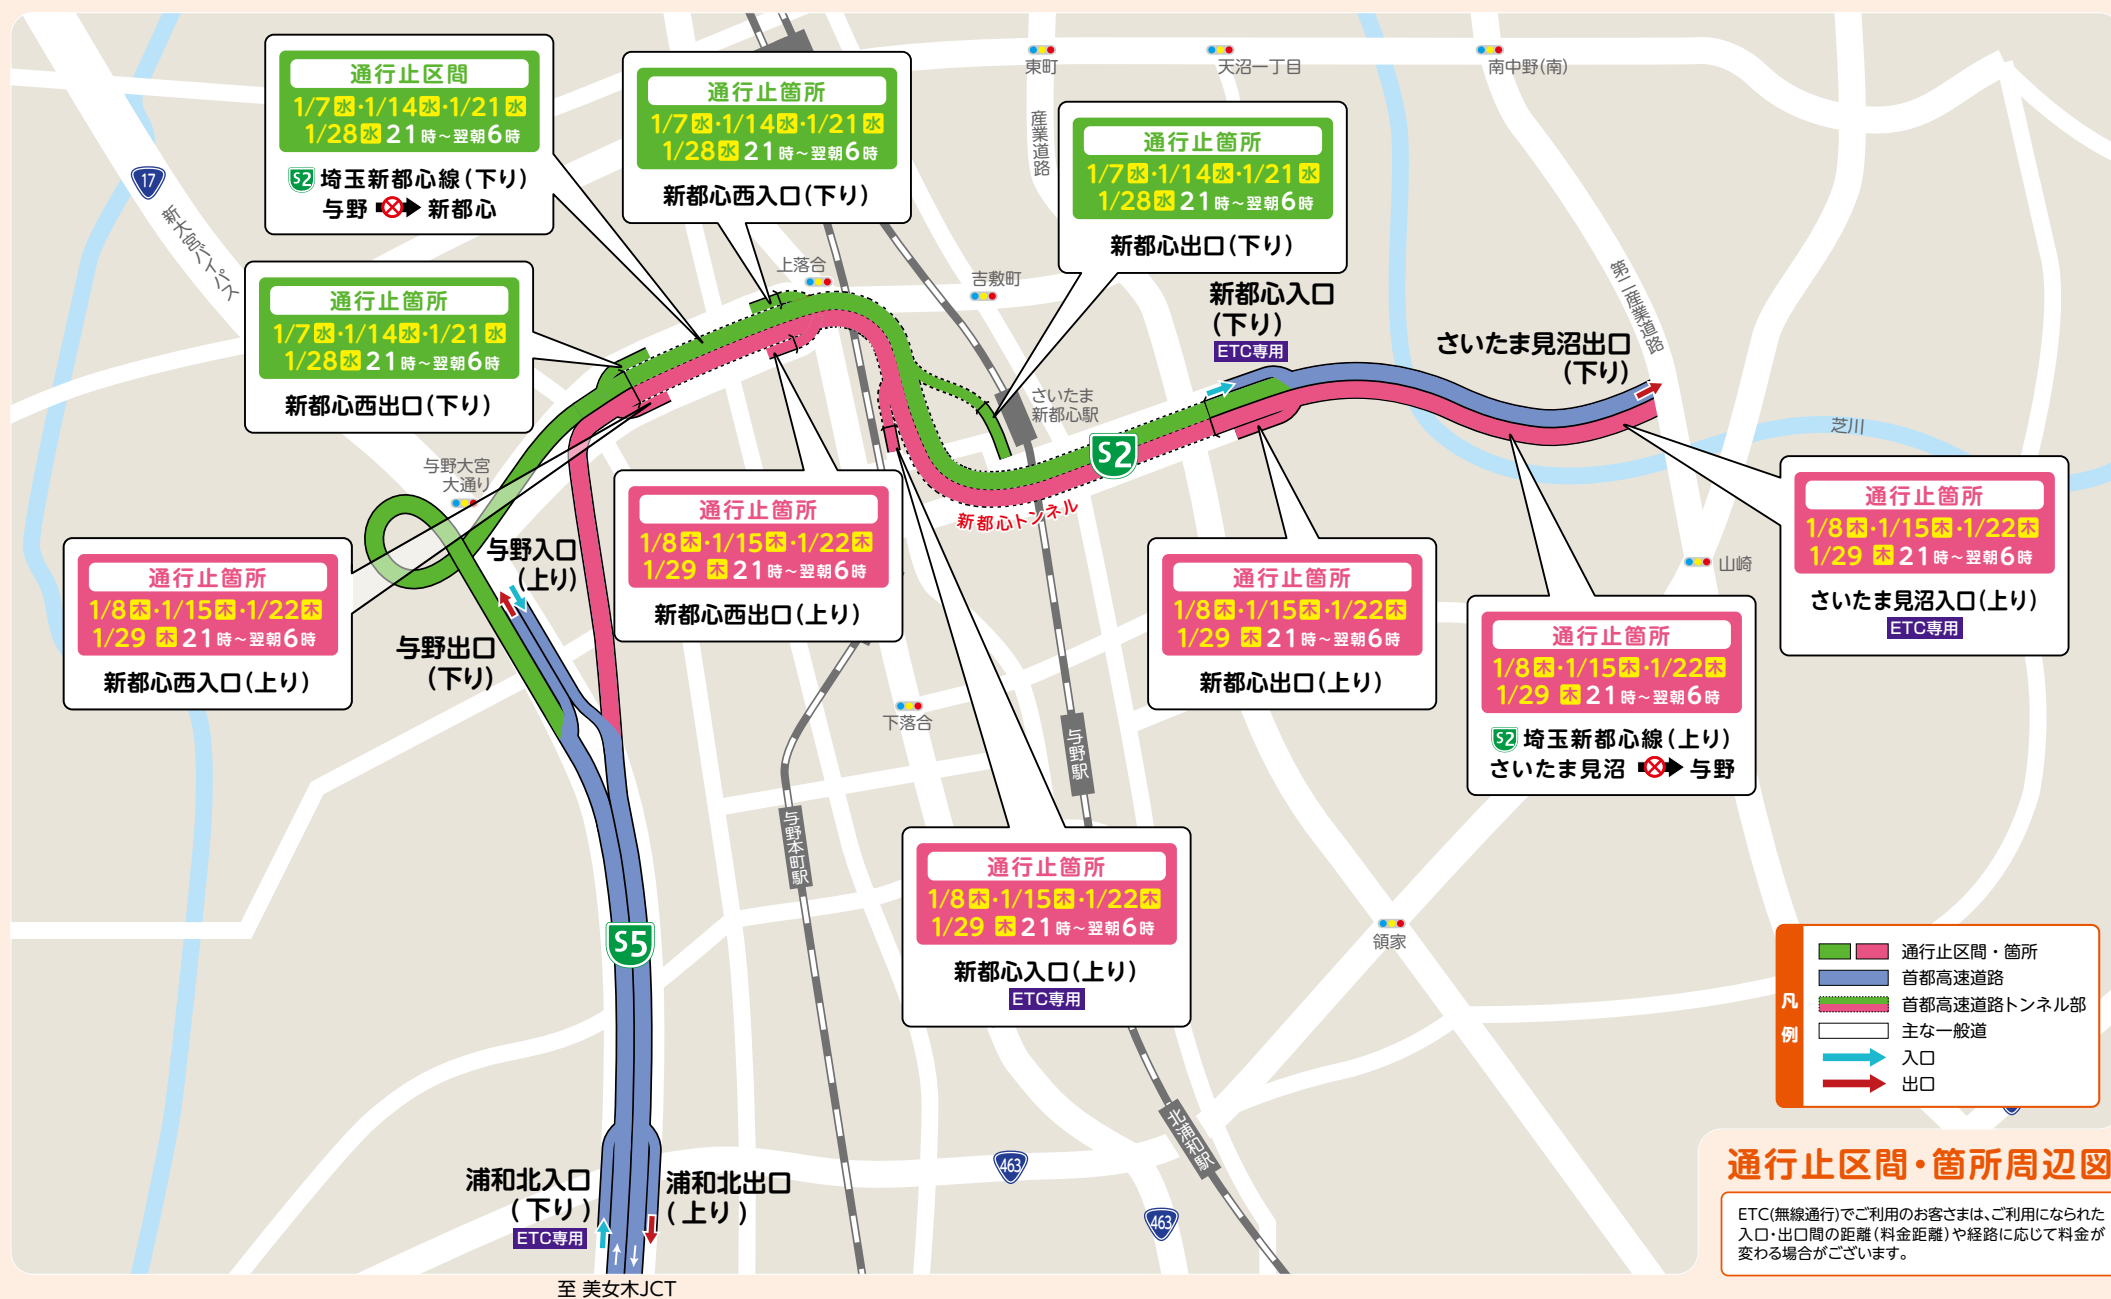 通行止区間
1/7水・1/14水・1/21水
1/28水21時～翌朝6時
S2 埼玉新都心線(下り)
与野 新都心
通行止箇所
1/7水・1/14水・1/21水
1/28水21時～翌朝6時
新都心西入口(下り)
東町
天沼一丁目
南中野(南)
産業道路
通行止箇所
1/7水・1/14水・1/21水
1/28水21時～翌朝6時
新都心出口(下り)
17
新大宮バイパス
通行止箇所
1/7水・1/14水・1/21水
1/28水21時～翌朝6時
新都心西出口(下り)
上落合
吉敷町
新都心入口
(下り)
ETC専用
第二産業道路
さいたま見沼出口
(下り)
さいたま
新都心駅
S2
芝川
与野大宮
大通り
新都心トンネル
通行止箇所
1/8木・1/15木・1/22木
1/29 木21時～翌朝6時
新都心西入口(上り)
与野入口
(上り)
与野出口
(下り)
通行止箇所
1/8木・1/15木・1/22木
1/29 木21時～翌朝6時
新都心西出口(上り)
通行止箇所
1/8木・1/15木・1/22木
1/29 木21時～翌朝6時
新都心出口(上り)
通行止箇所
1/8木・1/15木・1/22木
1/29 木21時～翌朝6時
S2 埼玉新都心線(上り)
さいたま見沼 与野
通行止箇所
1/8木・1/15木・1/22木
1/29 木21時～翌朝6時
さいたま見沼入口(上り)
ETC専用
山崎
下落合
与野駅
与野本町駅
通行止箇所
1/8木・1/15木・1/22木
1/29 木21時～翌朝6時
新都心入口(上り)
ETC専用
S5
領家
北浦和駅
463
463
浦和北入口
(下り)
ETC専用
浦和北出口
(上り)
至 美女木JCT
凡例
通行止区間・箇所
首都高速道路
首都高速道路トンネル部
主な一般道
入口
出口
通行止区間・箇所周辺図
ETC(無線通行)でご利用のお客さまは、ご利用になられた
入口・出口間の距離(料金距離)や経路に応じて料金が
変わる場合がございます。